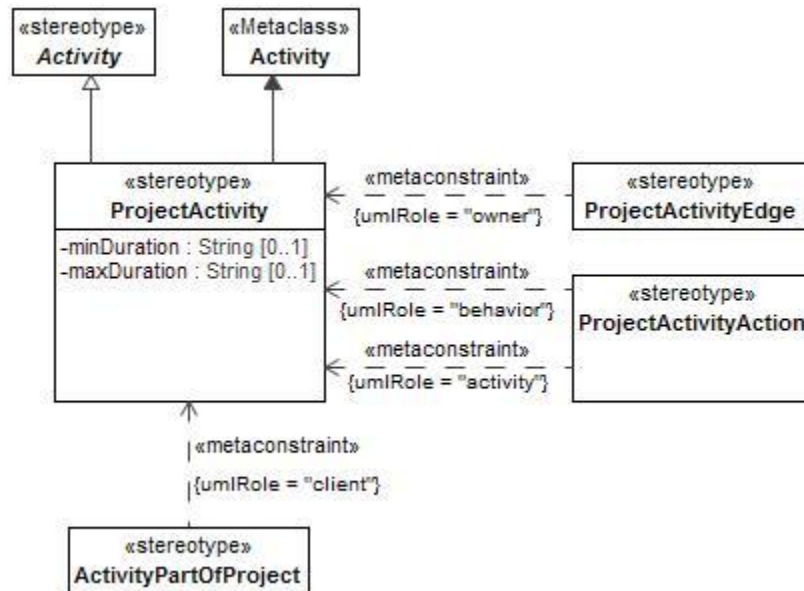 «stereotype»
Activity
«Metaclass»
Activity
«stereotype»
ProjectActivity
-minDuration : String [0..1]
-maxDuration : String [0..1]
«metaconstraint»
{umlRole = "owner"}
«stereotype»
ProjectActivityEdge
«metaconstraint»
{umlRole = "behavior"}
«metaconstraint»
{umlRole = "activity"}
«stereotype»
ProjectActivityAction
«metaconstraint»
{umlRole = "client"}
«stereotype»
ActivityPartOfProject